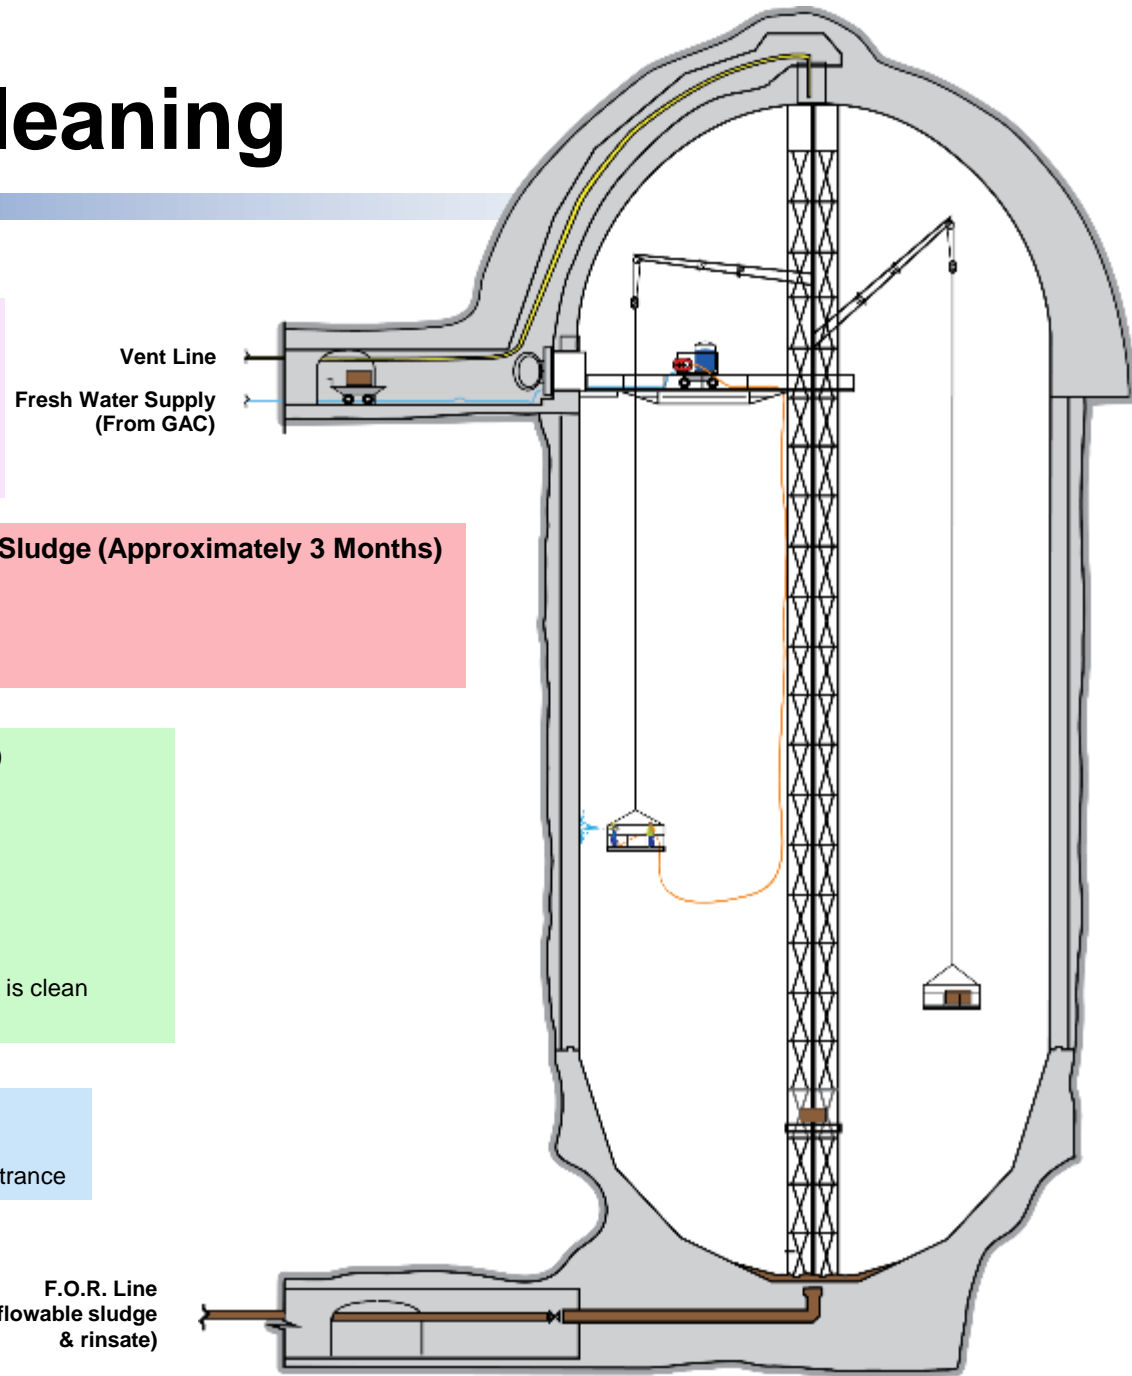 leaning
Vent Line
Fresh Water Supply
(From GAC)
Sludge (Approximately 3 Months)
)
is clean
trance
F.O.R. Line
flowable sludge
& rinsate)